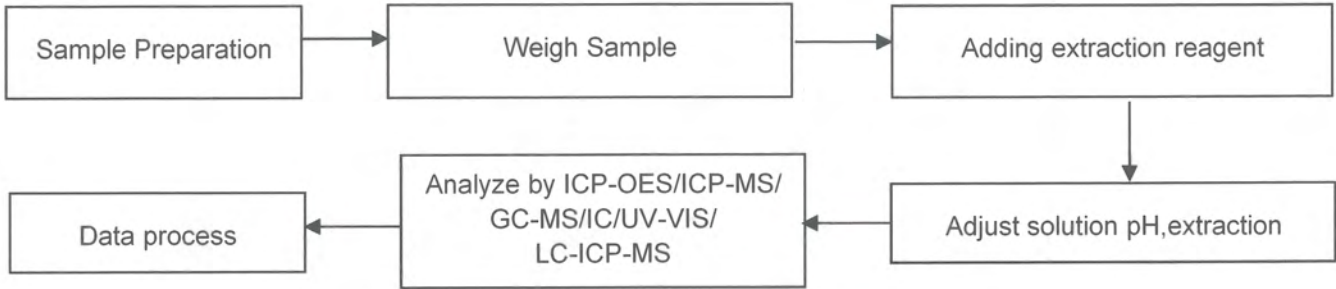 Sample Preparation
Weigh Sample
Adding extraction reagent
Adjust solution pH,extraction
Analyze by ICP-OES/ICP-MS/
GC-MS/IC/UV-VIS/
LC-ICP-MS
Data process